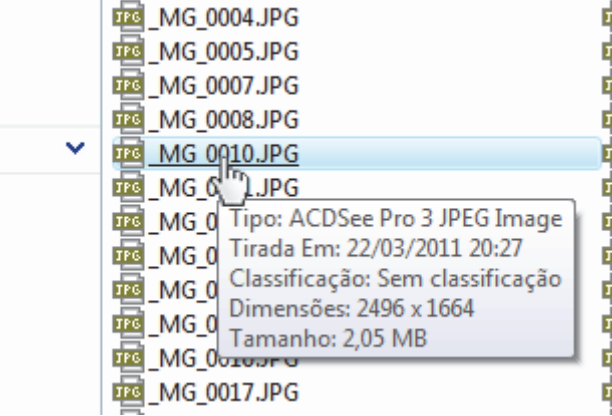 _MG_0004.JPG
_MG_0005.JPG
_MG_0007.JPG
_MG_0008.JPG
_MG_0010.JPG
Tipo: ACDSee Pro 3 JPEG Image
Tirada Em: 22/03/2011 20:27
Classificação: Sem classificação
Dimensões: 2496 x 1664
Tamanho: 2,05 MB
_MG_0017.JPG